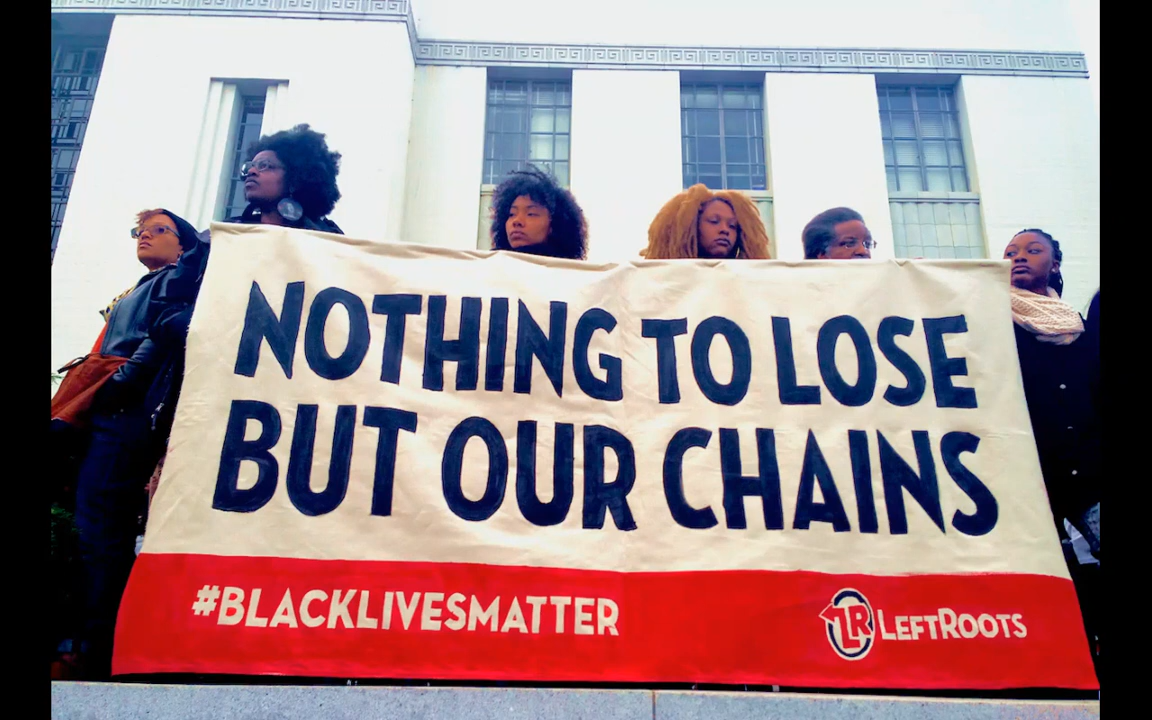 NOTHING TO LOSE
BUT OUR CHAINS
#BLACKLIVESMATTER
LR LEFTROOTS